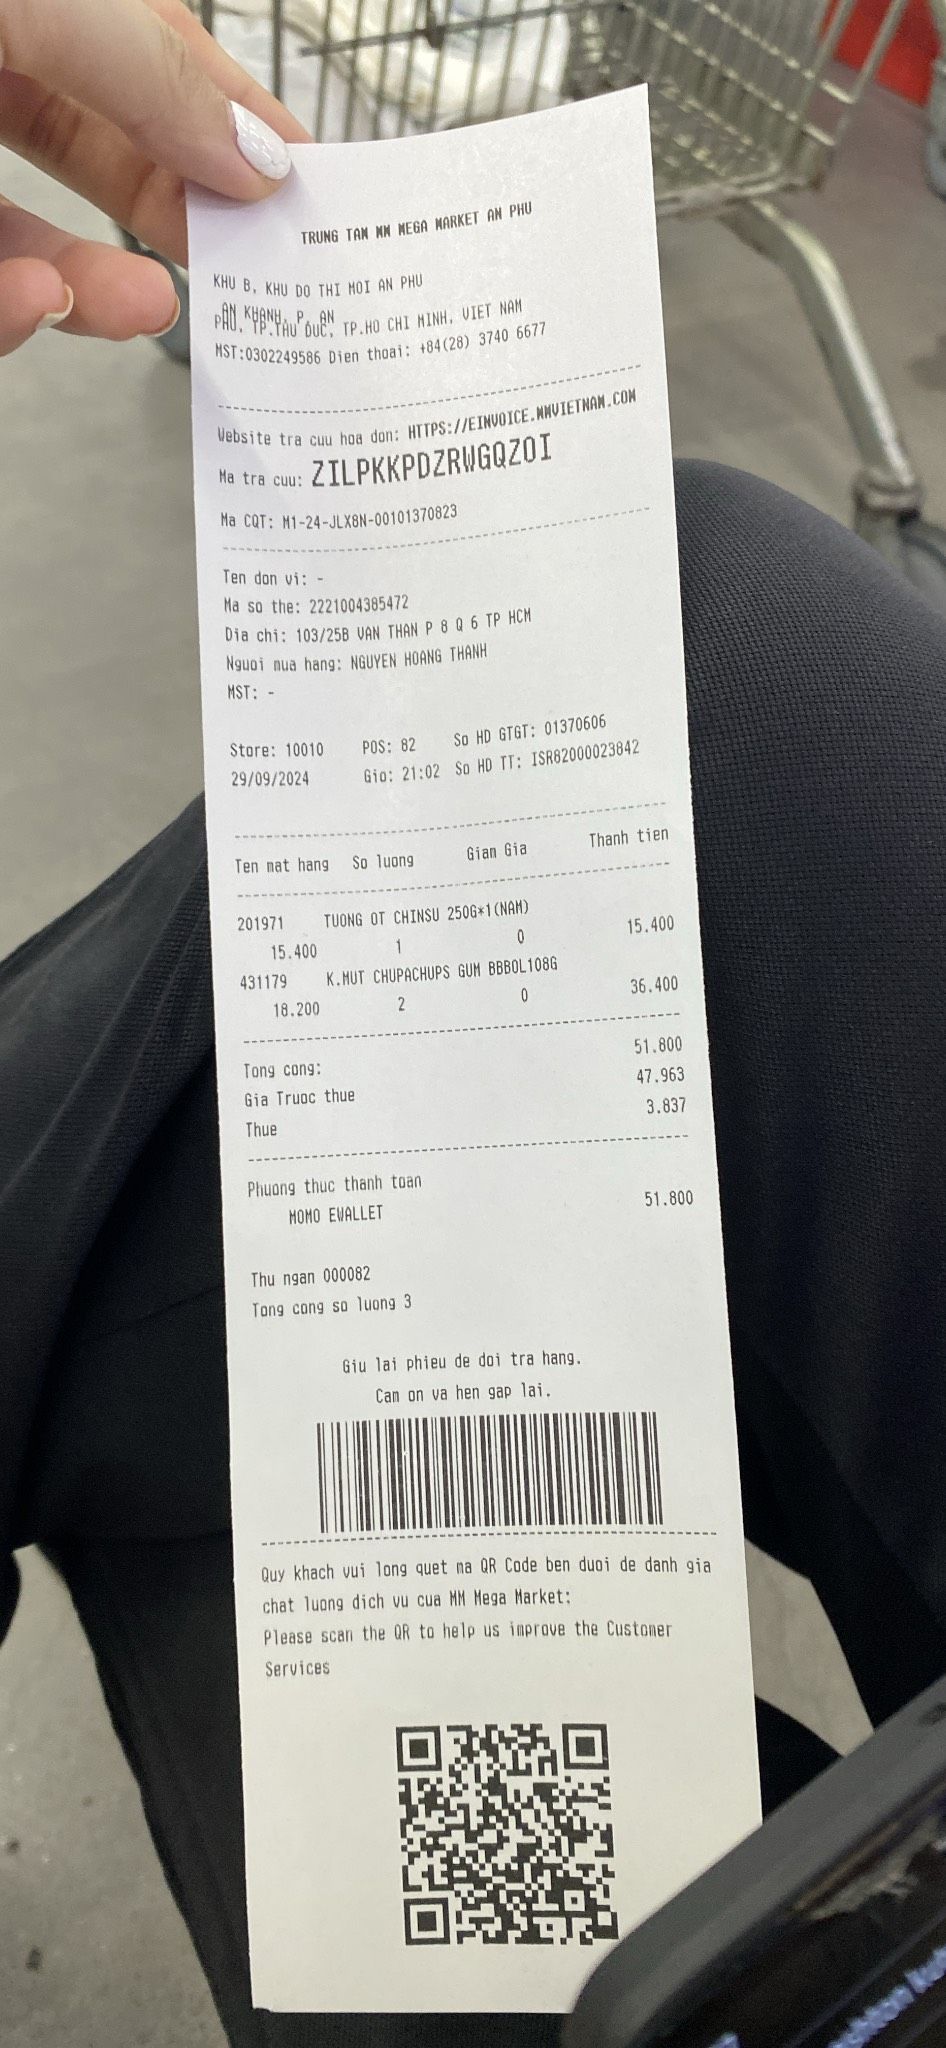 TRUNG TAM MM MEGA MARKET AN PHU
KHU B, KHU DO THI MOI AN PHU
AN KHANH, P. AN
PHU, TP.THU DUC, TP.HO CHI MINH, VIET NAM
MST:0302249586 Dien thoai: +84(28) 3740 6677
Website tra cuu hoa don: HTTPS://EINVOICE.MMVIETNAM.COM
Ma tra cuu: ZILPKKPDZRWGQZOI
Ma CQT: M1-24-JLX8N-00101370823
Ten don vi: -
Ma so the: 2221004385472
Dia chi: 103/25B VAN THAN P 8 Q 6 TP HCM
Nguoi mua hang: NGUYEN HOANG THANH
MST: -
Store: 10010 POS: 82 So HD GTGT: 01370606
29/09/2024 Gio: 21:02 So HD TT: ISR82000023842
Ten mat hang So luong Giam Gia Thanh tien
201971 TUONG OT CHINSU 250G*1(NAM)
15.400 1 0 15.400
431179 K.MUT CHUPACHUPS GUM BBBOL108G
18.200 2 0 36.400
Tong cong: 51.800
Gia Truoc thue 47.963
Thue 3.837
Phuong thuc thanh toan
MOMO EWALLET 51.800
Thu ngan 000082
Tong cong so luong 3
Giu lai phieu de doi tra hang.
Cam on va hen gap lai.
Quy khach vui long quet ma QR Code ben duoi de danh gia
chat luong dich vu cua MM Mega Market:
Please scan the QR to help us improve the Customer
Services